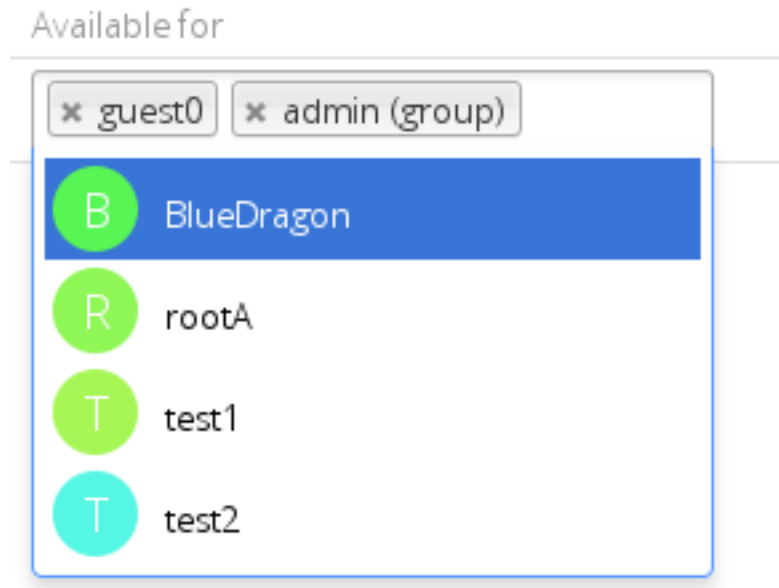 Available for
× guest0 × admin (group)
B BlueDragon
R rootA
T test1
T test2